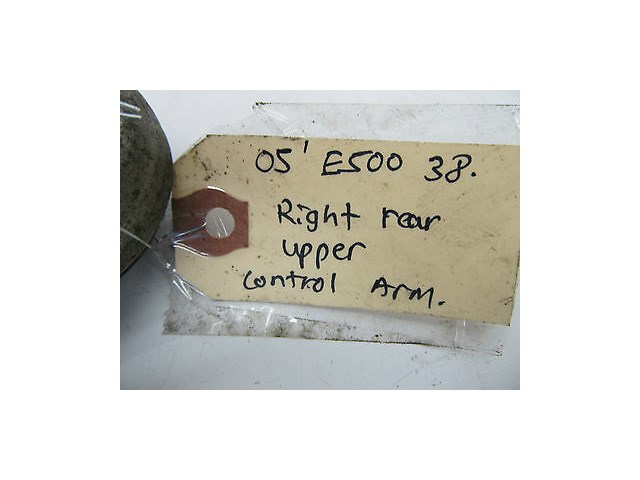 05' E500 38.
Right rear
upper
control Arm.